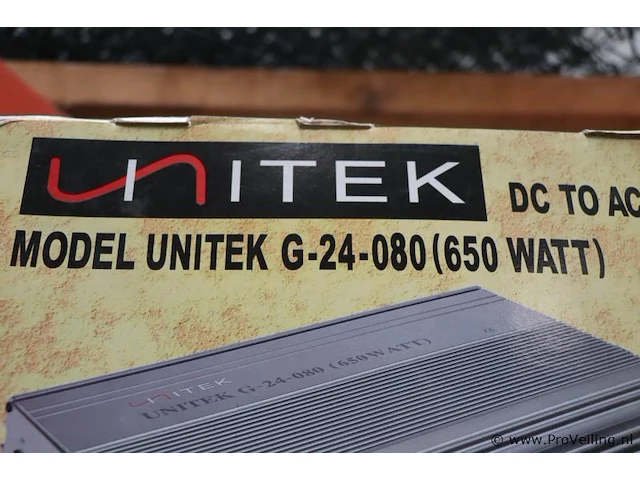 UNITEK
DC TO AC
MODEL UNITEK G-24-080 (650 WATT)
UNITEK
UNITEK G-24-080 (650 WATT)
© www.ProVeiling.nl